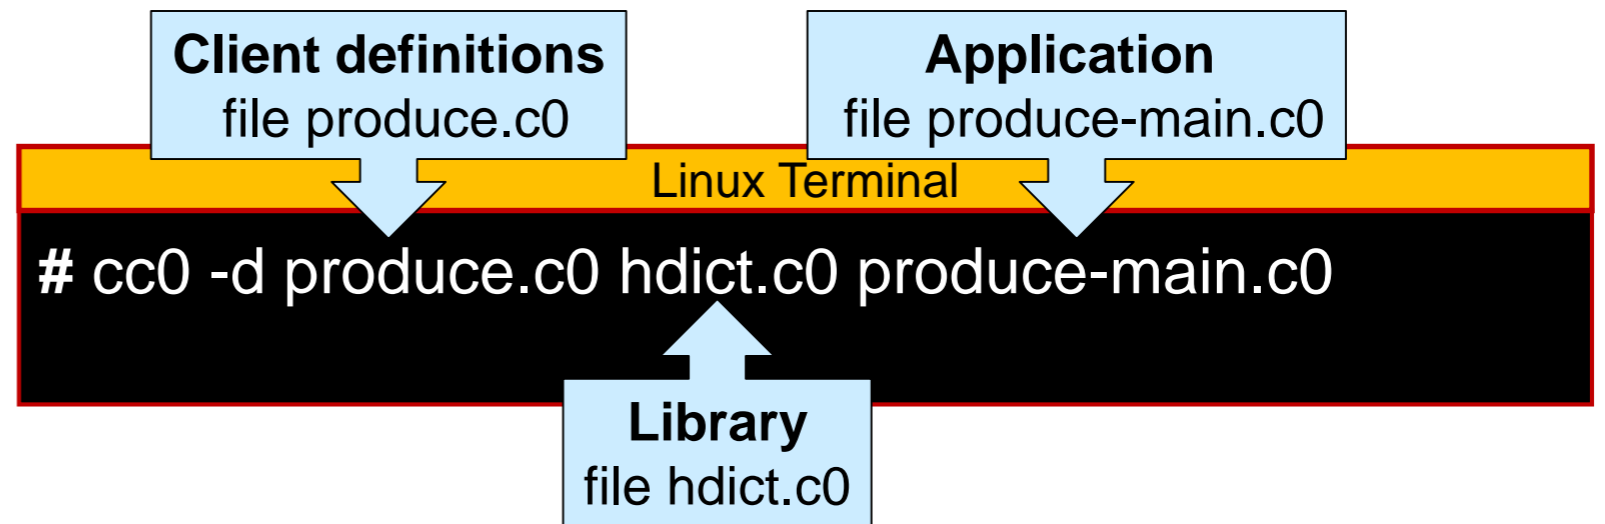 Client definitions
file produce.c0
Application
file produce-main.c0
Linux Terminal
# cc0 -d produce.c0 hdict.c0 produce-main.c0
Library
file hdict.c0